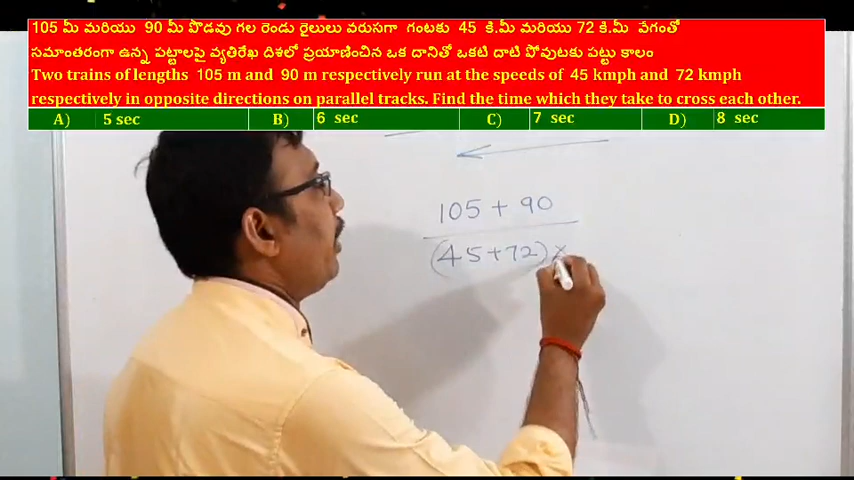 105 మీ మరియు 90 మీ పొడవు గల రెండు రైలులు వరుసగా గంటకు 45 కి.మీ మరియు 72 కి.మీ వేగంతో
సమాంతరంగా ఉన్న పట్టాలపై వ్యతిరేఖ దిశలో ప్రయాణించిన ఒక దానితో ఒకటి దాటి పోవుటకు పట్టు కాలం
Two trains of lengths 105 m and 90 m respectively run at the speeds of 45 kmph and 72 kmph
respectively in opposite directions on parallel tracks. Find the time which they take to cross each other.
A) 5 sec B) 6 sec C) 7 sec D) 8 sec
105 + 90
(45+72)×